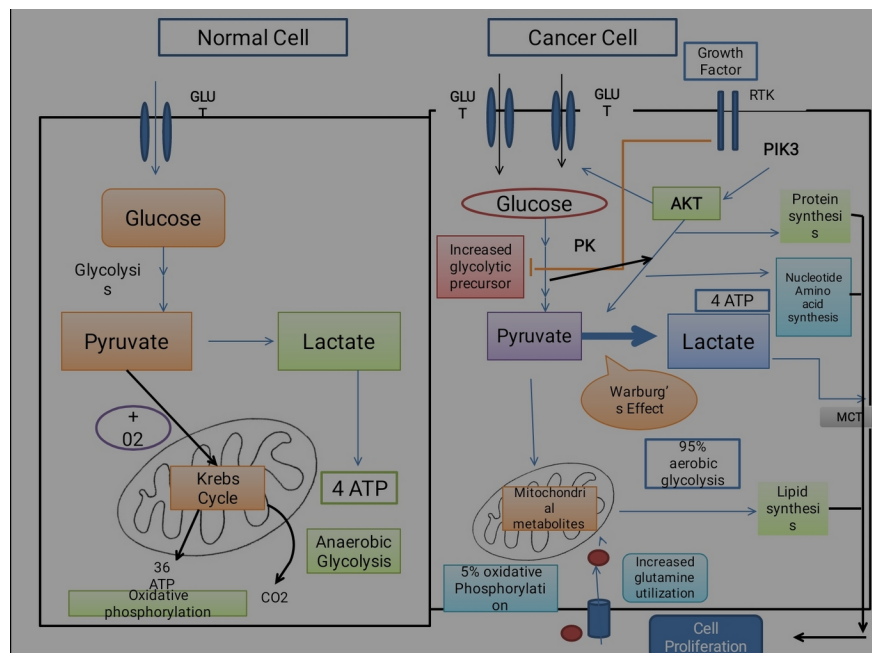 Normal Cell
Cancer Cell
Growth
Factor
GLU
T
GLU
T
GLU
T
RTK
PIK3
Glucose
Glucose
AKT
Protein
synthesi
s
Glycolysi
s
Increased
glycolytic
precursor
PK
Nucleotide
Amino
acid
synthesis
4 ATP
Pyruvate
Lactate
Pyruvate
Lactate
Warburg'
s Effect
MCT
+
02
95%
aerobic
glycolysis
Krebs
Cycle
4 ATP
Mitochondri
al
metabolites
Lipid
synthesi
s
Anaerobic
Glycolysis
36
ATP
CO2
Oxidative
phosphorylation
5% oxidative
Phosphorylati
on
Increased
glutamine
utilization
Cell
Proliferation